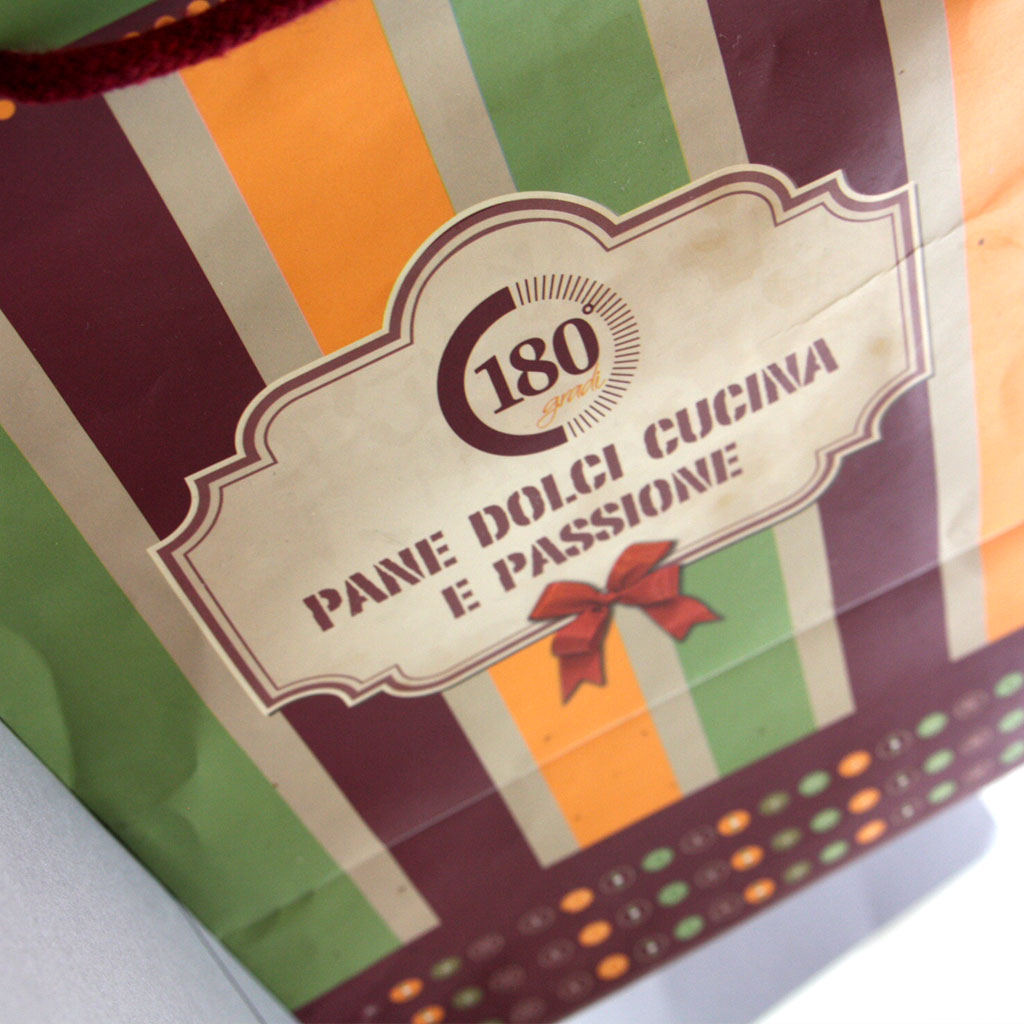 180°
gradi
PANE DOLCI CUCINA
E PASSIONE